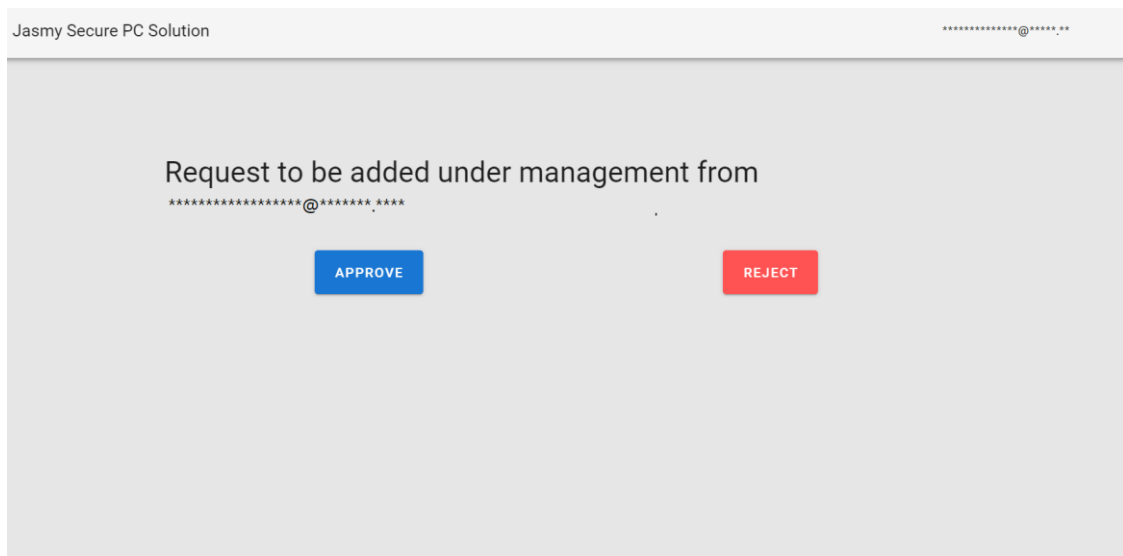 Jasmy Secure PC Solution
**************@*****.**
Request to be added under management from
******************@*******.****
.
APPROVE
REJECT